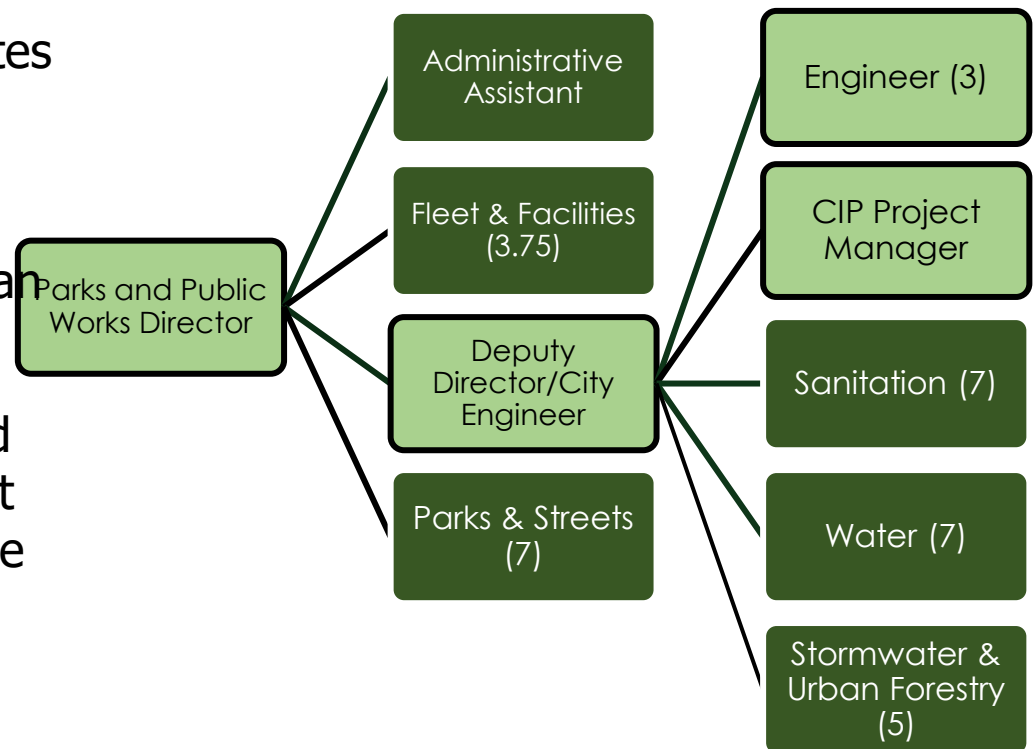 Parks and Public
Works Director
Administrative
Assistant
Fleet & Facilities
(3.75)
Deputy
Director/City
Engineer
Parks & Streets
(7)
Engineer (3)
CIP Project
Manager
Sanitation (7)
Water (7)
Stormwater &
Urban Forestry
(5)